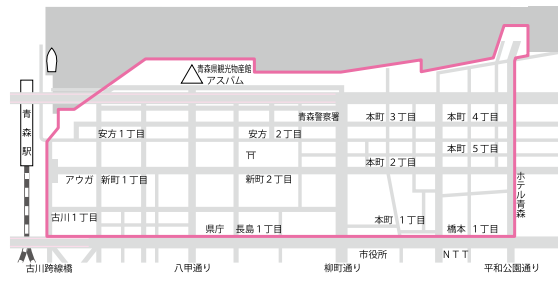 青森県観光物産館
アスパム
青森駅
青森警察署
本町 3丁目
本町 4丁目
安方1丁目
安方 2丁目
本町 5丁目
本町 2丁目
アウガ 新町1丁目
新町2丁目
ホテル青森
古川1丁目
県庁 長島1丁目
本町 1丁目
橋本 1丁目
市役所
NTT
古川跨線橋
八甲通り
柳町通り
平和公園通り